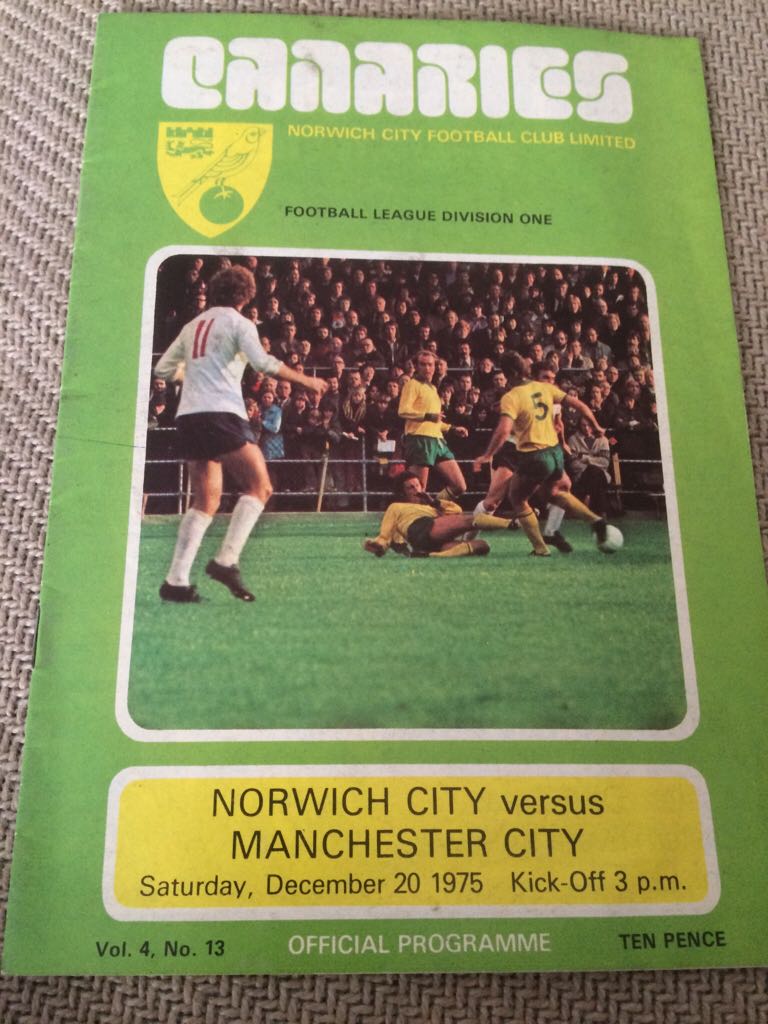 CANARIES
NORWICH CITY FOOTBALL CLUB LIMITED
FOOTBALL LEAGUE DIVISION ONE
11
5
NORWICH CITY versus
MANCHESTER CITY
Saturday, December 20 1975 Kick-Off 3 p.m.
Vol. 4, No. 13 OFFICIAL PROGRAMME TEN PENCE